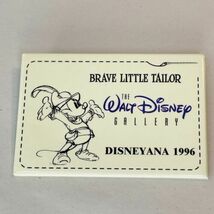 BRAVE LITTLE TAILOR
THE
WALT DISNEY
GALLERY
DISNEYANA 1996